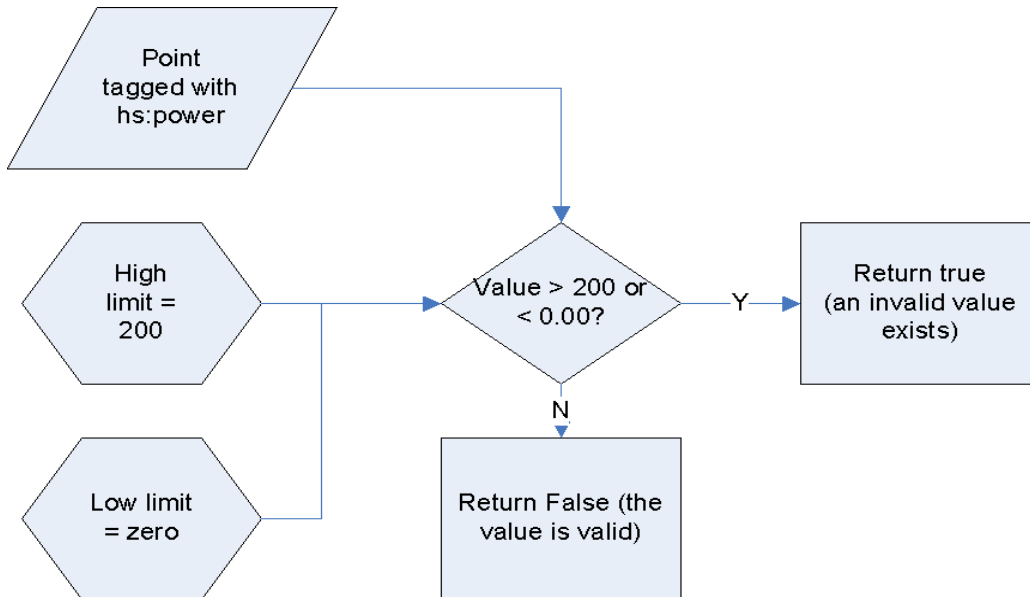 Point
tagged with
hs:power
High
limit =
200
Value > 200 or
< 0.00?
Y
Return true
(an invalid value
exists)
N
Low limit
= zero
Return False (the
value is valid)